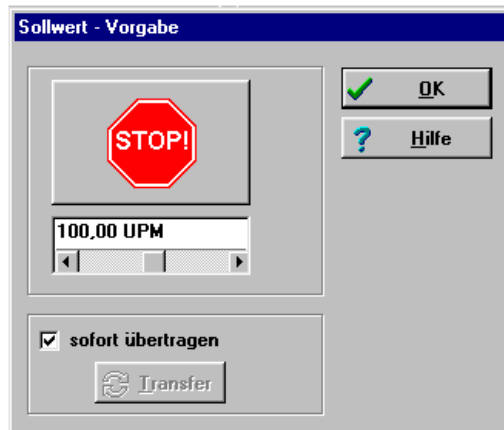 Sollwert - Vorgabe
STOP!
100,00 UPM
sofort übertragen
Transfer
OK
Hilfe